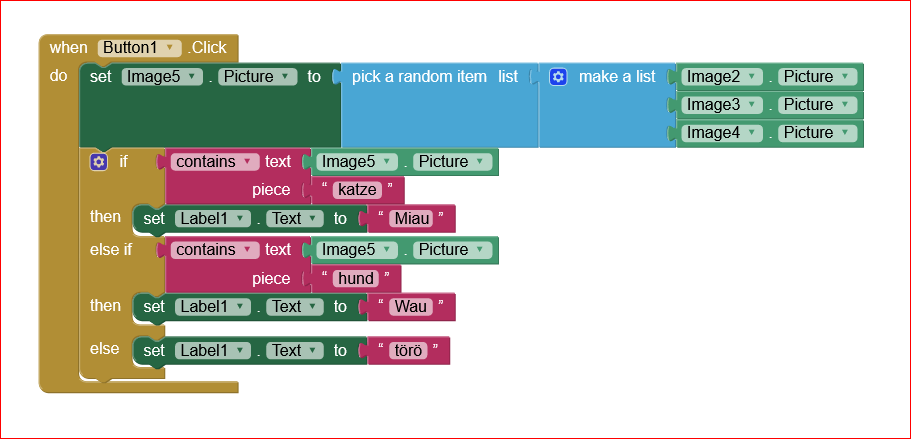 when Button1 .Click
do set Image5 . Picture to pick a random item list make a list Image2 . Picture
Image3 . Picture
Image4 . Picture
if contains text Image5 . Picture
piece " katze "
then set Label1 . Text to " Miau "
else if contains text Image5 . Picture
piece " hund "
then set Label1 . Text to " Wau "
else set Label1 . Text to " törö "